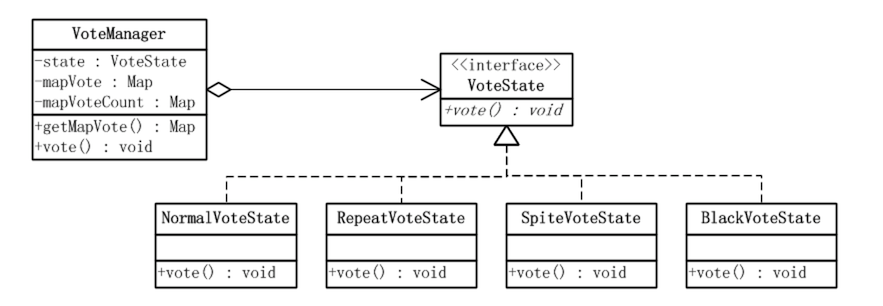 VoteManager
-state : VoteState
-mapVote : Map
-mapVoteCount : Map
+getMapVote() : Map
+vote() : void
<<interface>>
VoteState
+vote() : void
NormalVoteState
+vote() : void
RepeatVoteState
+vote() : void
SpiteVoteState
+vote() : void
BlackVoteState
+vote() : void